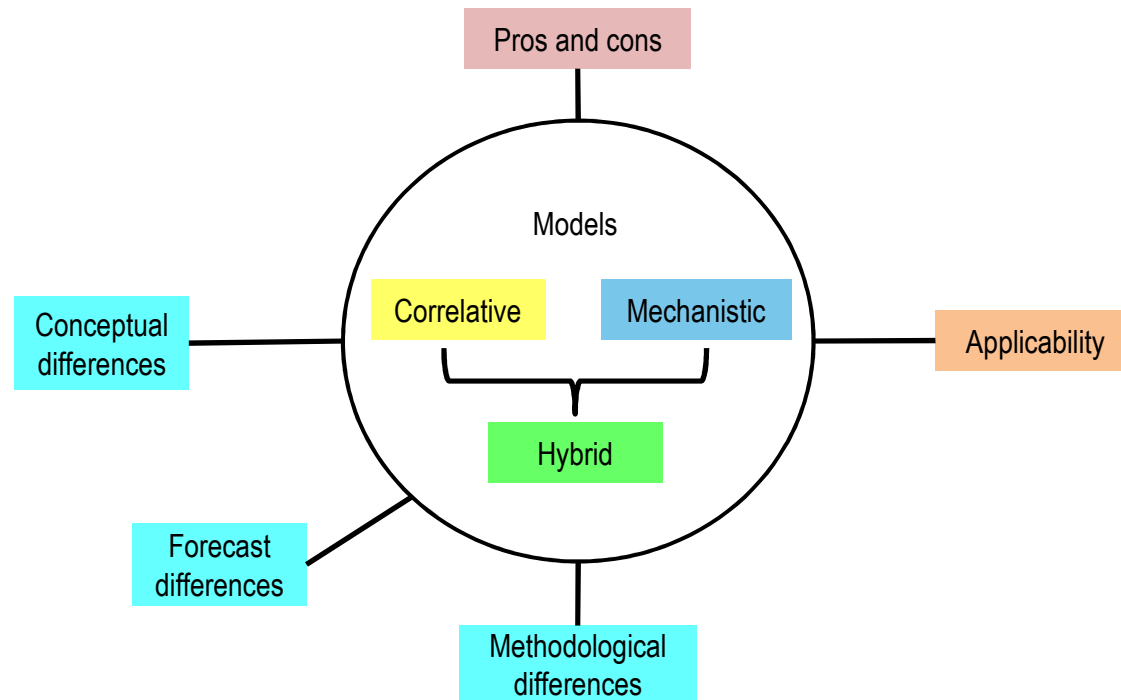 Pros and cons
Models
Correlative
Mechanistic
Hybrid
Conceptual
differences
Applicability
Forecast
differences
Methodological
differences